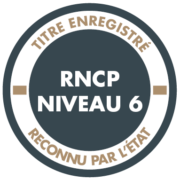 TITRE ENREGISTRÉ
RNCP
NIVEAU 6
RECONNU PAR L'ÉTAT